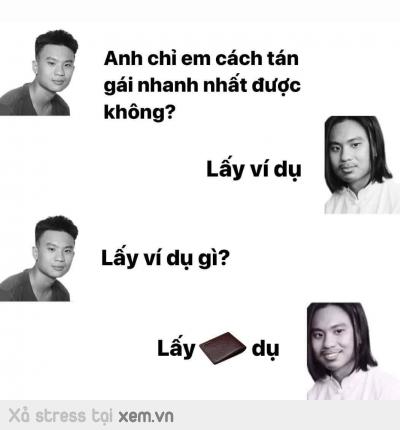 Anh chỉ em cách tán
gái nhanh nhất được
không?
Lấy ví dụ
Lấy ví dụ gì?
Lấy dụ
Xả stress tại xem.vn